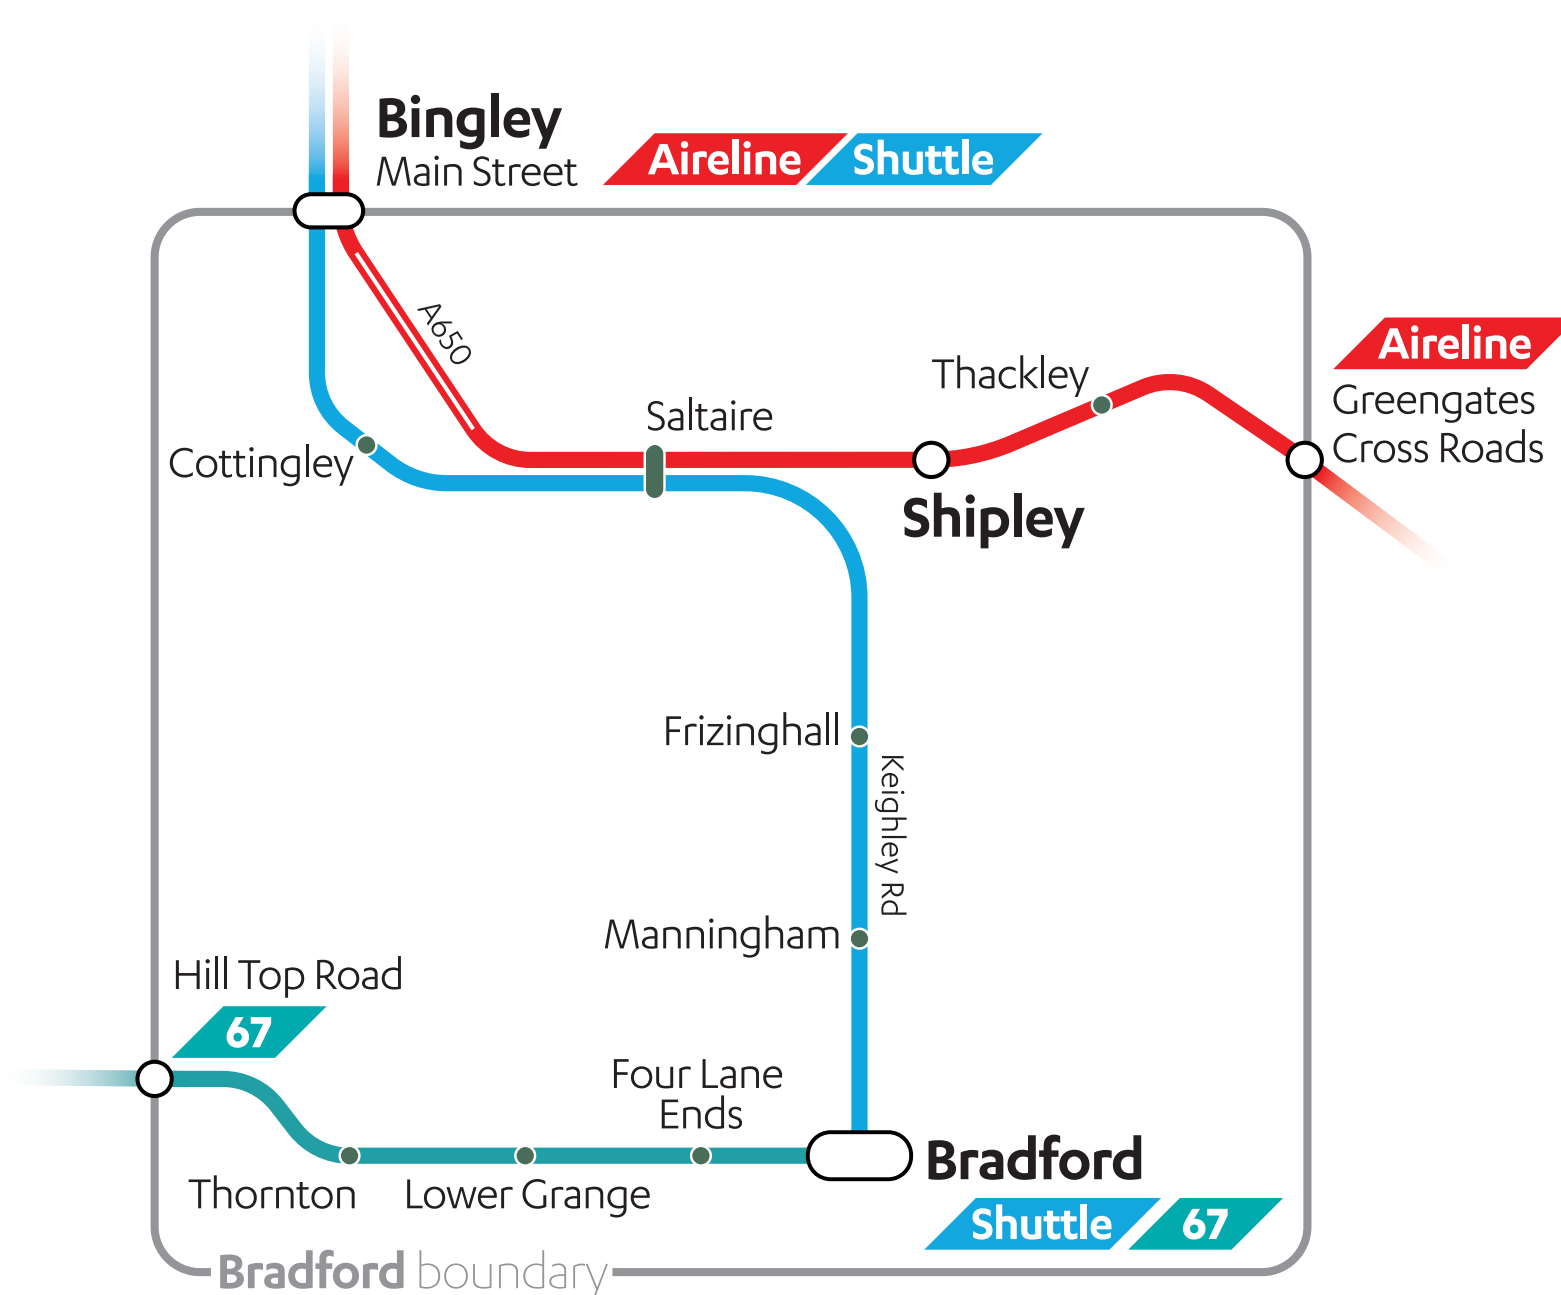 Bingley
Main Street
Aireline Shuttle
A650
Aireline
Greengates
Cross Roads
Thackley
Saltaire
Cottingley
Shipley
Frizinghall
Keighley Rd
Manningham
Hill Top Road
67
Four Lane
Ends
Bradford
Thornton
Lower Grange
Shuttle 67
Bradford boundary